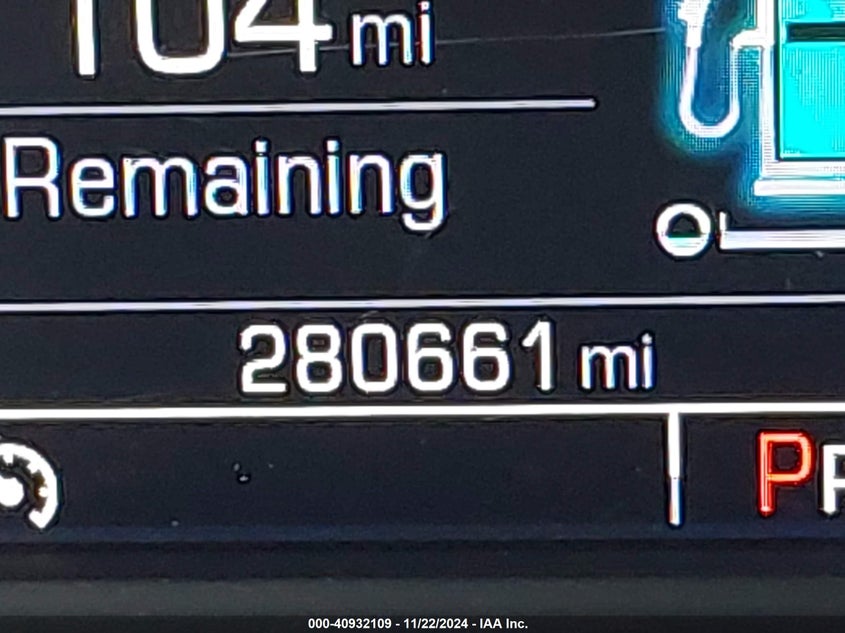 104 mi
Remaining
280661 mi
P
000-40932109 - 11/22/2024 - IAA Inc.